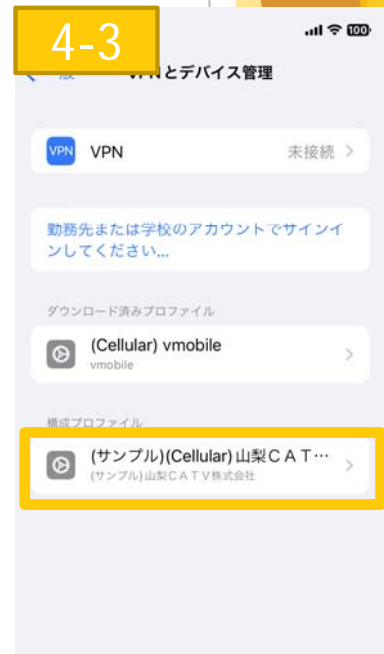 4-3
100
VPNとデバイス管理
VPN
VPN
未接続
勤務先または学校のアカウントでサインイ
ンしてください...
ダウンロード済みプロファイル
(Cellular) vmobile
vmobile
構成プロファイル
(サンプル)(Cellular)山梨ＣＡＴ…
(サンプル)山梨ＣＡＴＶ株式会社